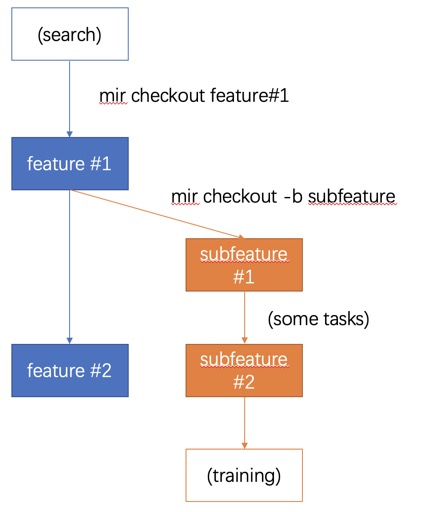 (search)
mir checkout feature#1
feature #1
mir checkout -b subfeature
subfeature
#1
(some tasks)
feature #2
subfeature
#2
(training)